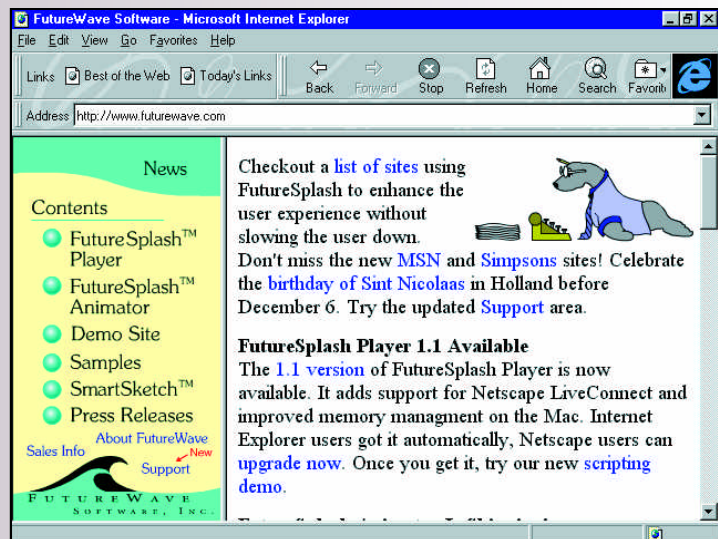 FutureWave Software - Microsoft Internet Explorer
File Edit View Go Favorites Help
Links Best of the Web Today's Links Back Forward Stop Refresh Home Search Favorit
Address http://www.futurewave.com
News
Contents
FutureSplash™
Player
FutureSplash™
Animator
Demo Site
Samples
SmartSketch™
Press Releases
About FutureWave
Sales Info
New
Support
FUTUREWAVE
SOFTWARE, INC.
Checkout a list of sites using
FutureSplash to enhance the
user experience without
slowing the user down.
Don't miss the new MSN and Simpsons sites! Celebrate
the birthday of Sint Nicolaas in Holland before
December 6. Try the updated Support area.
FutureSplash Player 1.1 Available
The 1.1 version of FutureSplash Player is now
available. It adds support for Netscape LiveConnect and
improved memory managment on the Mac. Internet
Explorer users got it automatically, Netscape users can
upgrade now. Once you get it, try our new scripting
demo.